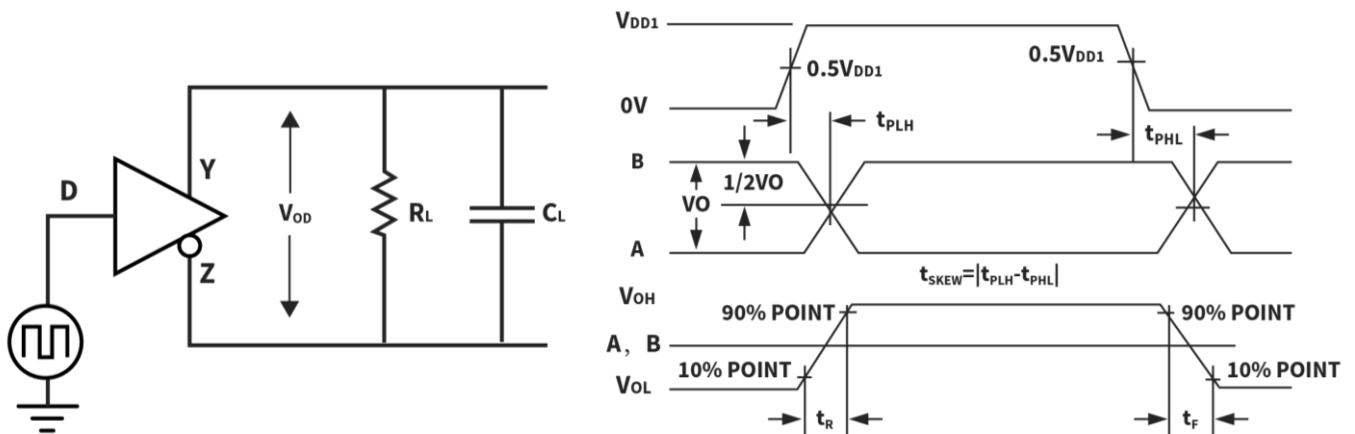 D
Y
Z
VOD
RL
CL
VDD1
0.5VDD1
0.5VDD1
0V
tPLH
tPHL
B
1/2VO
VO
A
tSKEW=|tPLH-tPHL|
VOH
90% POINT
90% POINT
A, B
10% POINT
10% POINT
VOL
tR
tF